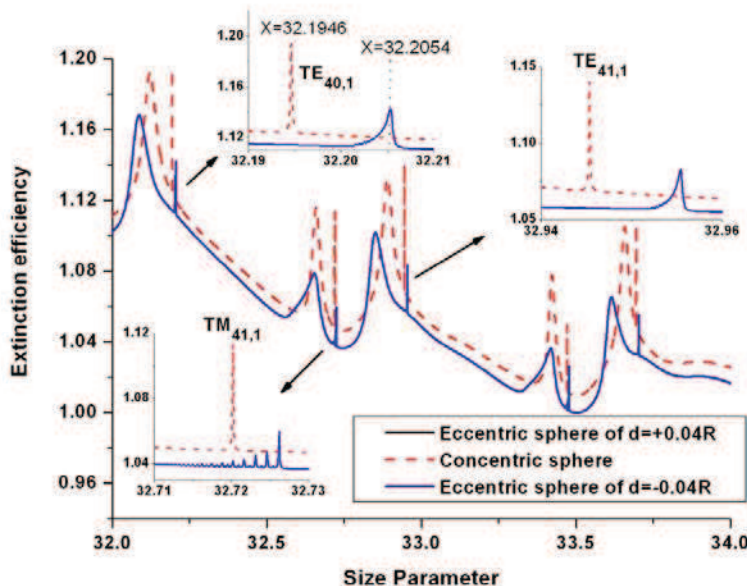 X=32.1946
X=32.2054
1.20
1.20
TE40,1
1.16
1.12
32.19 32.20 32.21
1.15
TE41,1
1.10
1.05
32.94 32.96
1.20
1.16
1.12
1.08
1.04
1.00
0.96
Extinction efficiency
1.12
TM41,1
1.08
1.04
32.71 32.72 32.73
Eccentric sphere of d=+0.04R
Concentric sphere
Eccentric sphere of d=-0.04R
32.0 32.5 33.0 33.5 34.0
Size Parameter